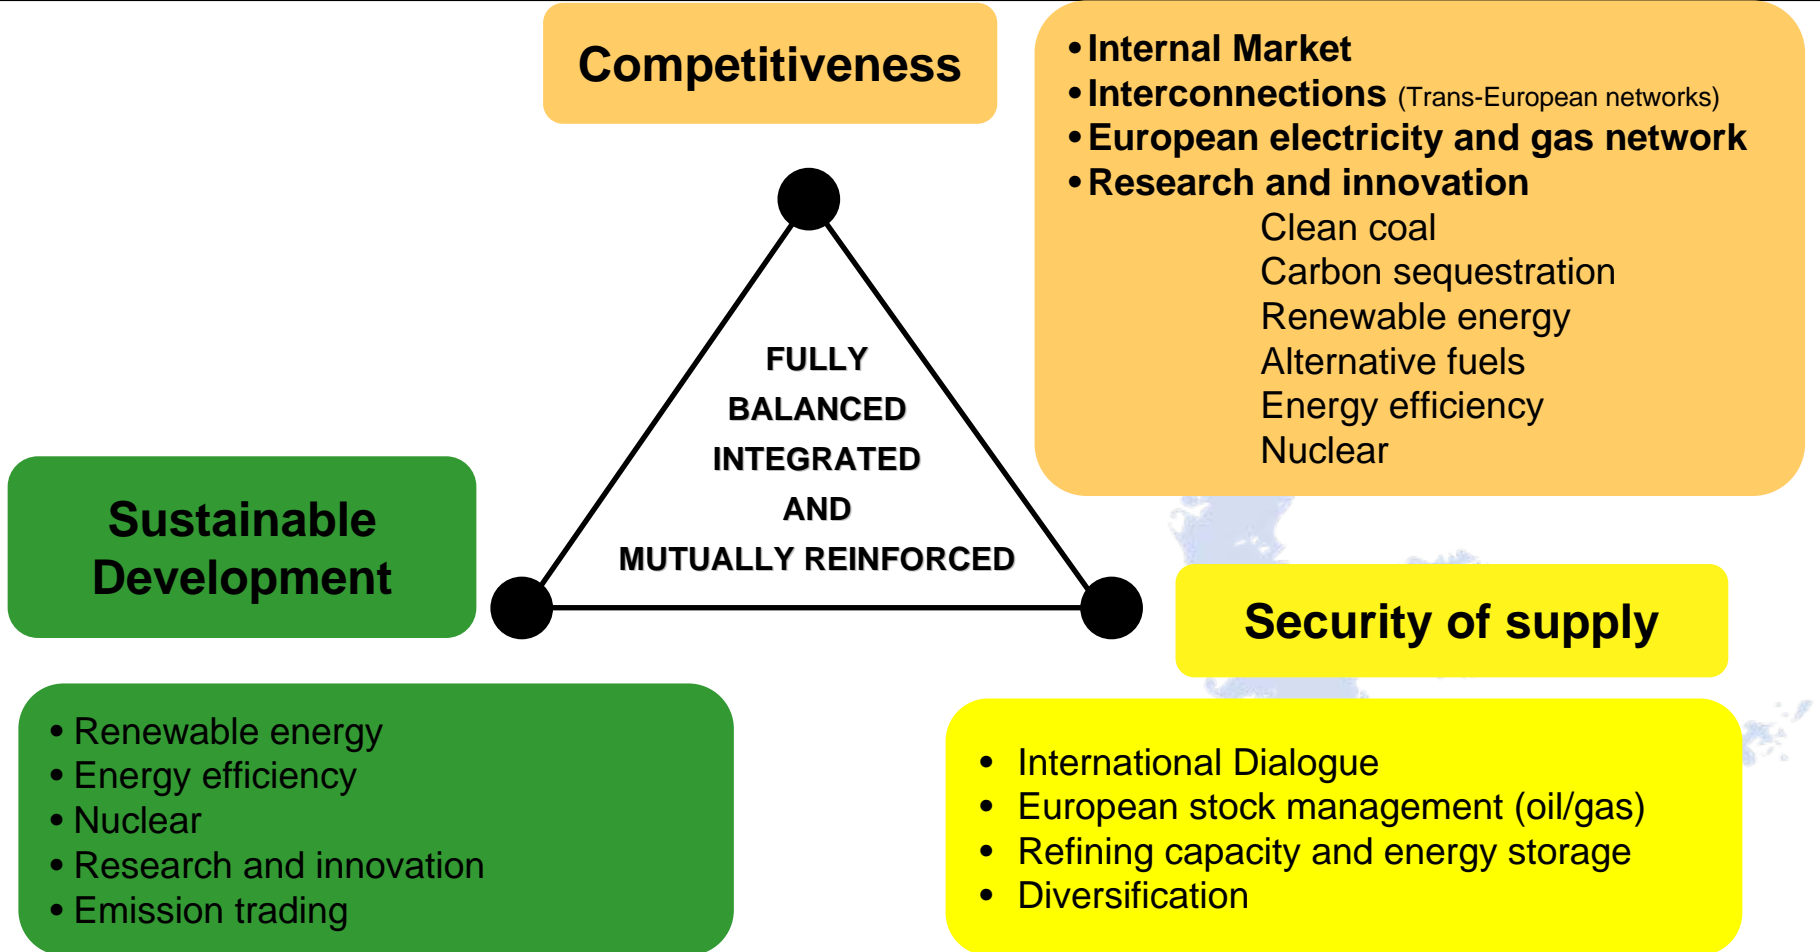 Competitiveness
• Internal Market
• Interconnections (Trans-European networks)
• European electricity and gas network
• Research and innovation
Clean coal
Carbon sequestration
Renewable energy
Alternative fuels
Energy efficiency
Nuclear
FULLY
BALANCED
INTEGRATED
AND
MUTUALLY REINFORCED
Sustainable
Development
Security of supply
• Renewable energy
• Energy efficiency
• Nuclear
• Research and innovation
• Emission trading
• International Dialogue
• European stock management (oil/gas)
• Refining capacity and energy storage
• Diversification